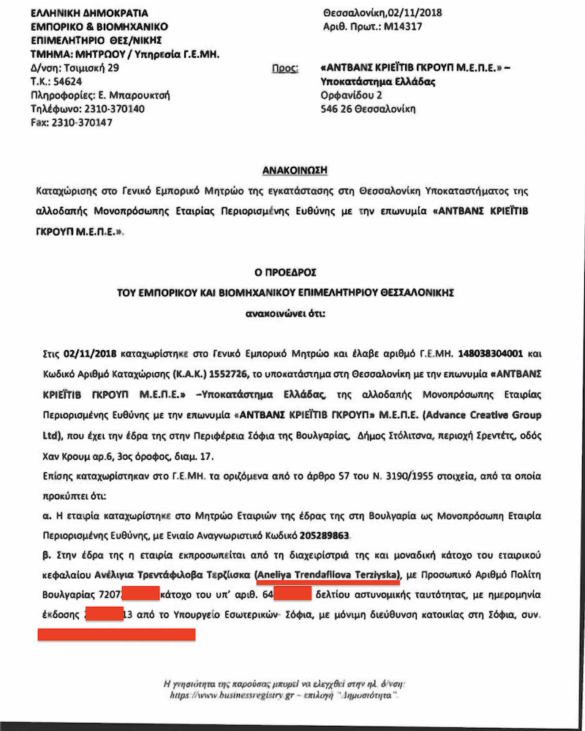 ΕΛΛΗΝΙΚΗ ΔΗΜΟΚΡΑΤΙΑ
ΕΜΠΟΡΙΚΟ & ΒΙΟΜΗΧΑΝΙΚΟ
ΕΠΙΜΕΛΗΤΗΡΙΟ ΘΕΣ/ΝΙΚΗΣ
ΤΜΗΜΑ: ΜΗΤΡΩΟΥ / Υπηρεσία Γ.Ε.ΜΗ.
Δ/νση: Τσιμισκή 29
Τ.Κ.: 54624
Πληροφορίες: Ε. Μπαρουκτσή
Τηλέφωνο: 2310-370140
Fax: 2310-370147
Θεσσαλονίκη,02/11/2018
Αριθ. Πρωτ.: Μ14317
Προς: «ΑΝΤΒΑΝΣ ΚΡΙΕΪΤΙΒ ΓΚΡΟΥΠ Μ.Ε.Π.Ε.» –
Υποκατάστημα Ελλάδας
Ορφανίδου 2
546 26 Θεσσαλονίκη
ΑΝΑΚΟΙΝΩΣΗ
Καταχώρισης στο Γενικό Εμπορικό Μητρώο της εγκατάστασης στη Θεσσαλονίκη Υποκαταστήματος της
αλλοδαπής Μονοπρόσωπης Εταιρίας Περιορισμένης Ευθύνης με την επωνυμία «ΑΝΤΒΑΝΣ ΚΡΙΕΪΤΙΒ
ΓΚΡΟΥΠ Μ.Ε.Π.Ε.».
Ο ΠΡΟΕΔΡΟΣ
ΤΟΥ ΕΜΠΟΡΙΚΟΥ ΚΑΙ ΒΙΟΜΗΧΑΝΙΚΟΥ ΕΠΙΜΕΛΗΤΗΡΙΟΥ ΘΕΣΣΑΛΟΝΙΚΗΣ
ανακοινώνει ότι:
Στις 02/11/2018 καταχωρίστηκε στο Γενικό Εμπορικό Μητρώο και έλαβε αριθμό Γ.Ε.ΜΗ. 148038304001 και
Κωδικό Αριθμό Καταχώρισης (Κ.Α.Κ.) 1552726, το υποκατάστημα στη Θεσσαλονίκη με την επωνυμία «ΑΝΤΒΑΝΣ
ΚΡΙΕΪΤΙΒ ΓΚΡΟΥΠ Μ.Ε.Π.Ε.» –Υποκατάστημα Ελλάδας, της αλλοδαπής Μονοπρόσωπης Εταιρίας
Περιορισμένης Ευθύνης με την επωνυμία «ΑΝΤΒΑΝΣ ΚΡΙΕΪΤΙΒ ΓΚΡΟΥΠ» Μ.Ε.Π.Ε. (Advance Creative Group
Ltd), που έχει την έδρα της στην Περιφέρεια Σόφια της Βουλγαρίας, Δήμος Στόλιτσνα, περιοχή Σρεντέτς, οδός
Χαν Κρουμ αρ.6, 3ος όροφος, διαμ. 17.
Επίσης καταχωρίστηκαν στο Γ.Ε.ΜΗ. τα οριζόμενα από το άρθρο 57 του Ν. 3190/1955 στοιχεία, από τα οποία
προκύπτει ότι:
α. Η εταιρία καταχωρίστηκε στο Μητρώο Εταιριών της έδρας της στη Βουλγαρία ως Μονοπρόσωπη Εταιρία
Περιορισμένης Ευθύνης, με Ενιαίο Αναγνωριστικό Κωδικό 205289863.
β. Στην έδρα της η εταιρία εκπροσωπείται από τη διαχειρίστριά της και μοναδική κάτοχο του εταιρικού
κεφαλαίου Ανέλιγια Τρεντάφιλοβα Τερζίισκα (Aneliya Trendafilova Terziyska), με Προσωπικό Αριθμό Πολίτη
Βουλγαρίας 7207 κάτοχο του υπ' αριθ. 64 δελτίου αστυνομικής ταυτότητας, με ημερομηνία
έκδοσης 13 από το Υπουργείο Εσωτερικών- Σόφια, με μόνιμη διεύθυνση κατοικίας στη Σόφια, συν.
Η γνησιότητα της παρούσας μπορεί να ελεγχθεί στην ηλ. δ/νση:
https://www.businessregistry.gr – επιλογή "Δημοσιότητα".